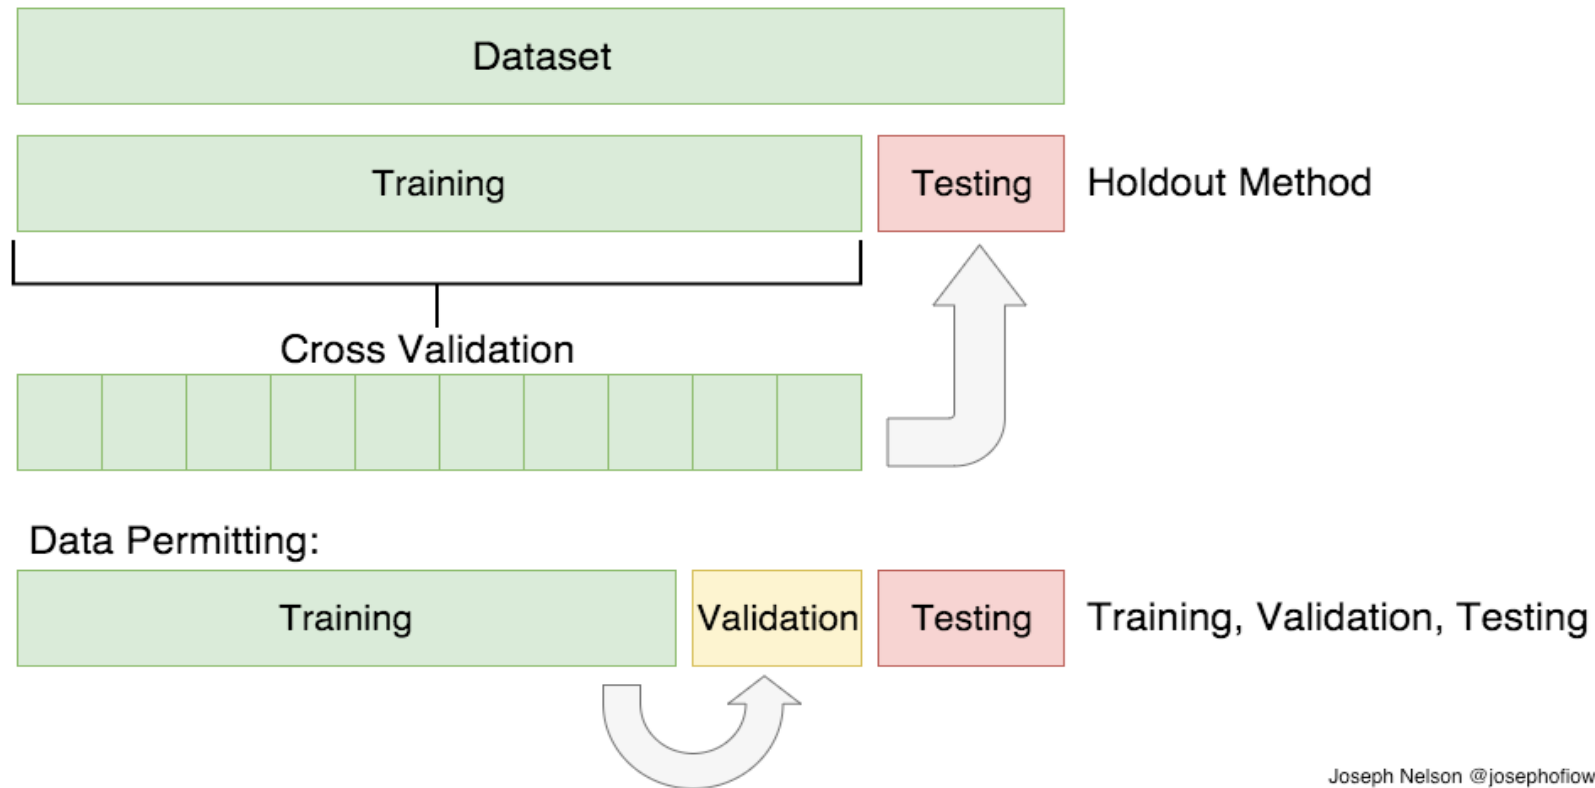 Dataset
Training Testing Holdout Method
Cross Validation
Data Permitting:
Training Validation Testing Training, Validation, Testing
Joseph Nelson @josephofiow